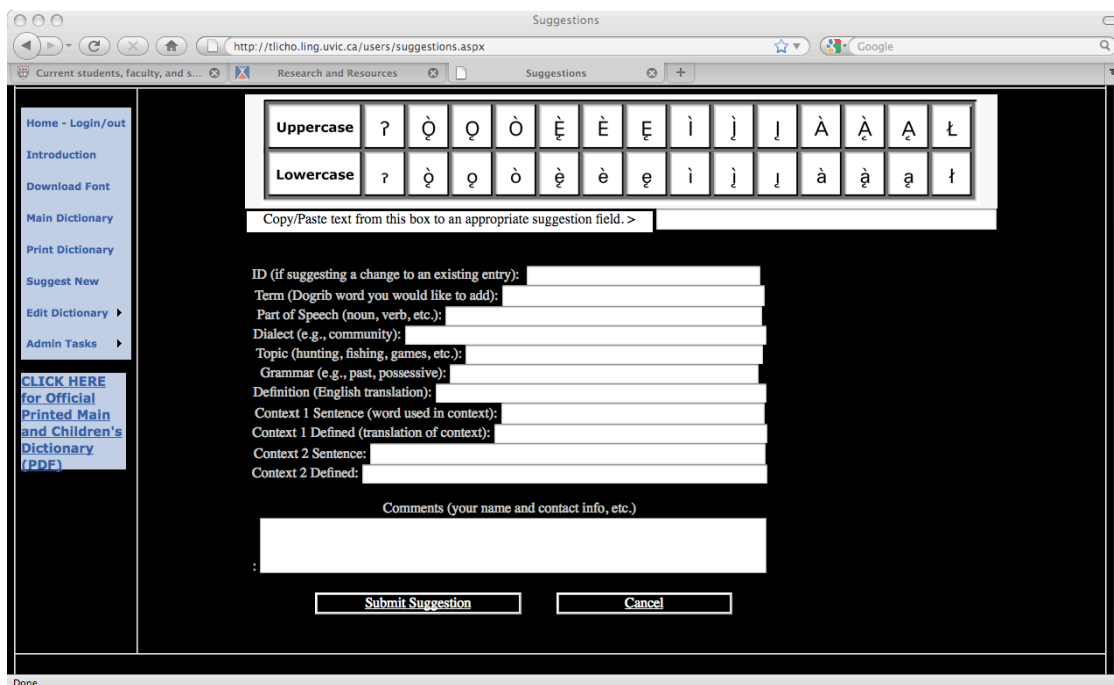 Suggestions
http://tlicho.ling.uvic.ca/users/suggestions.aspx
Google
Current students, faculty, and s...
Research and Resources
Suggestions
Home - Login/out
Introduction
Download Font
Main Dictionary
Print Dictionary
Suggest New
Edit Dictionary
Admin Tasks
CLICK HERE
for Official
Printed Main
and Children's
Dictionary
(PDF)
Uppercase ʔ Ǫ̀ Ǫ Ò Ę̀ È Ę Ì Į̀ Į À Ą̀ Ą Ł
Lowercase ʔ ǫ̀ ǫ ò ę̀ è ę ì į̀ į à ą̀ ą ł
Copy/Paste text from this box to an appropriate suggestion field. >
ID (if suggesting a change to an existing entry):
Term (Dogrib word you would like to add):
Part of Speech (noun, verb, etc.):
Dialect (e.g., community):
Topic (hunting, fishing, games, etc.):
Grammar (e.g., past, possessive):
Definition (English translation):
Context 1 Sentence (word used in context):
Context 1 Defined (translation of context):
Context 2 Sentence:
Context 2 Defined:
Comments (your name and contact info, etc.)
:
Submit Suggestion
Cancel
Done